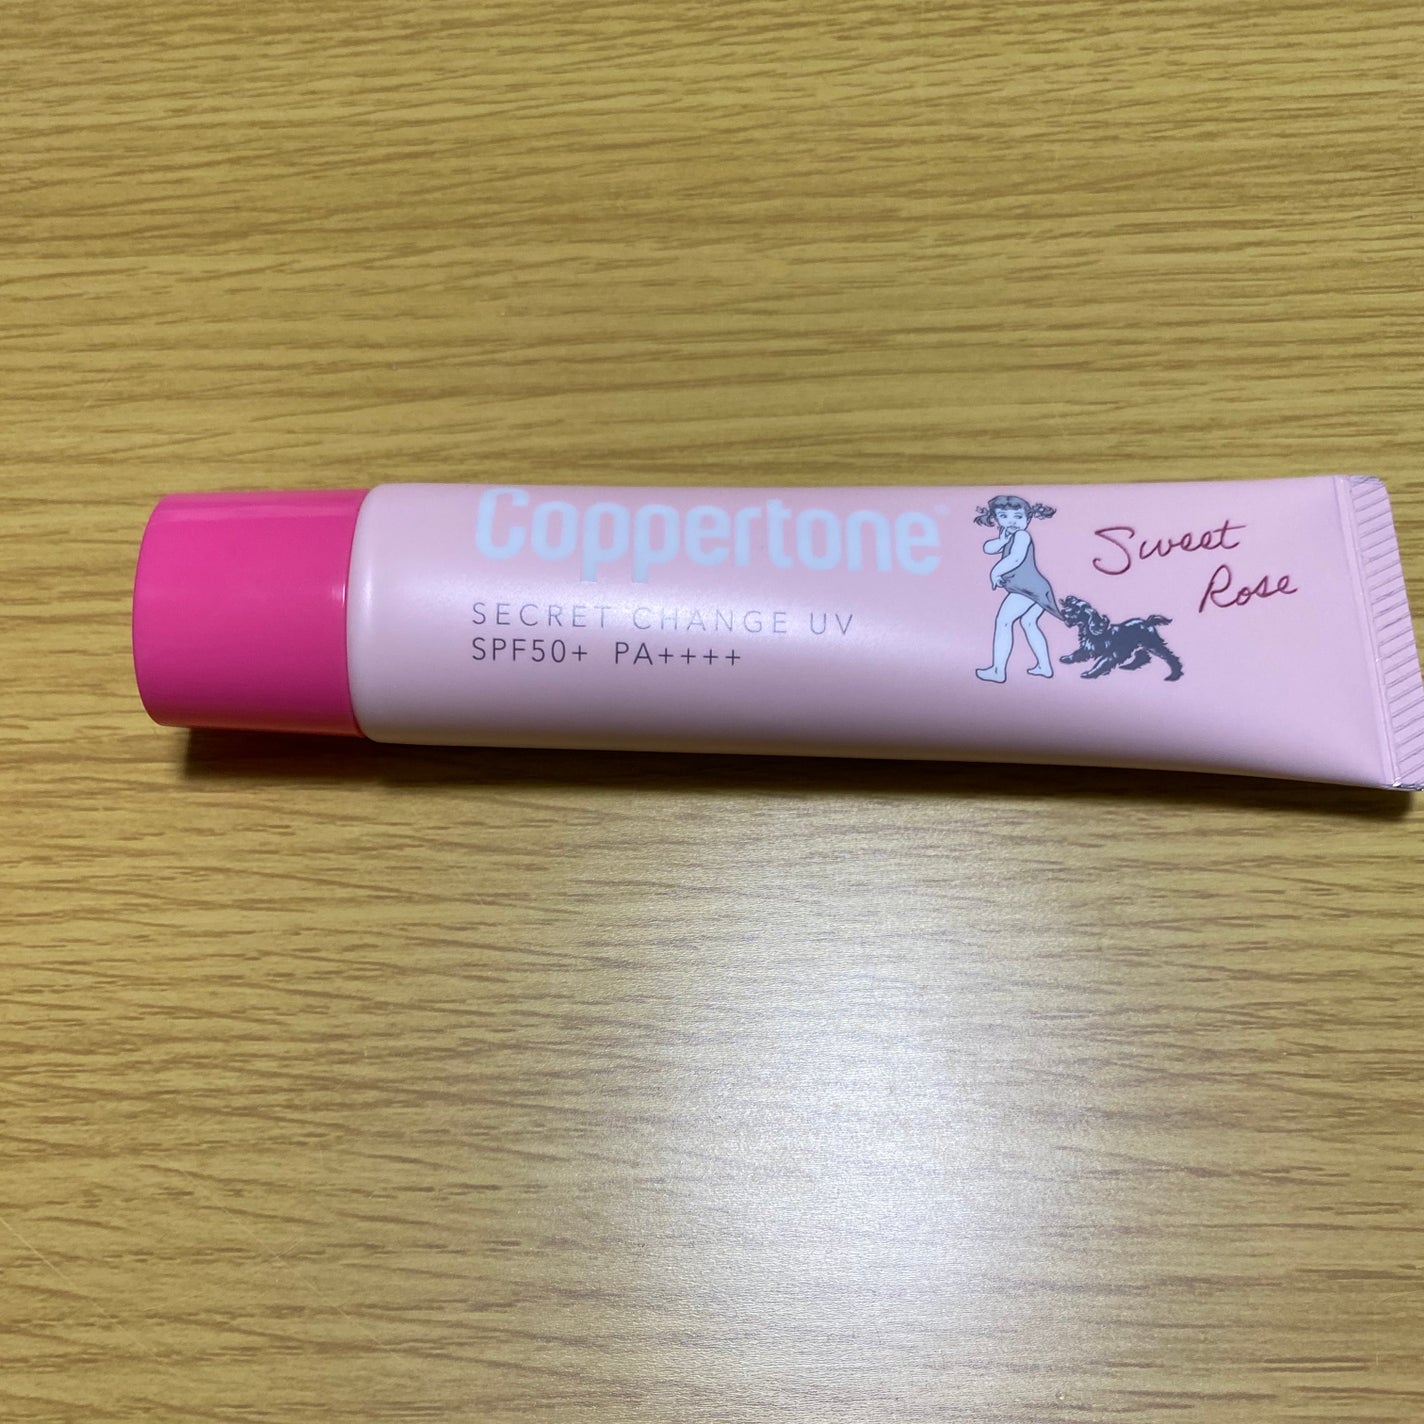 Coppertone®
SECRET CHANGE UV
SPF50+ PA++++
Sweet
Rose